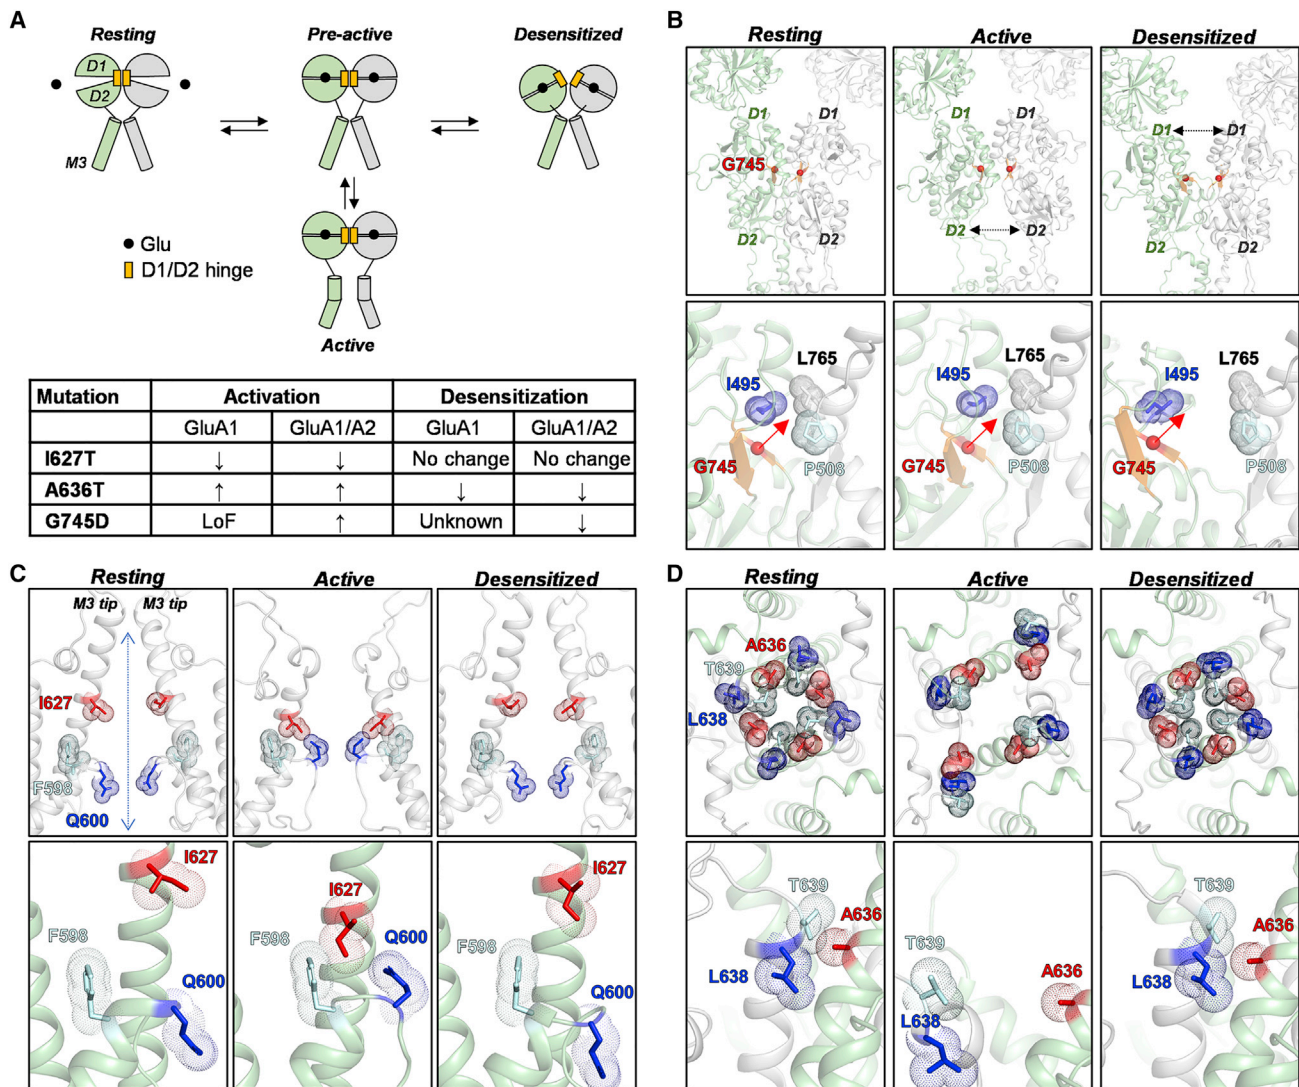 A
Resting
Pre-active
Desensitized
D1
D2
M3
Glu
D1/D2 hinge
Active
Mutation Activation Desensitization
GluA1 GluA1/A2 GluA1 GluA1/A2
I627T ↓ ↓ No change No change
A636T ↑ ↑ ↓ ↓
G745D LoF ↑ Unknown ↓
B
Resting Active Desensitized
D1 D1
G745
D2 D2
D1 D1
D2 D2
D1 D1
D2 D2
L765
I495
G745
P508
L765
I495
G745
P508
L765
I495
G745
P508
C
Resting Active Desensitized
M3 tip M3 tip
I627
F598
Q600
I627
F598
Q600
I627
F598
Q600
I627
F598
Q600
D
Resting Active Desensitized
A636
T639
L638
T639
A636
L638
T639
A636
L638
T639
A636
L638